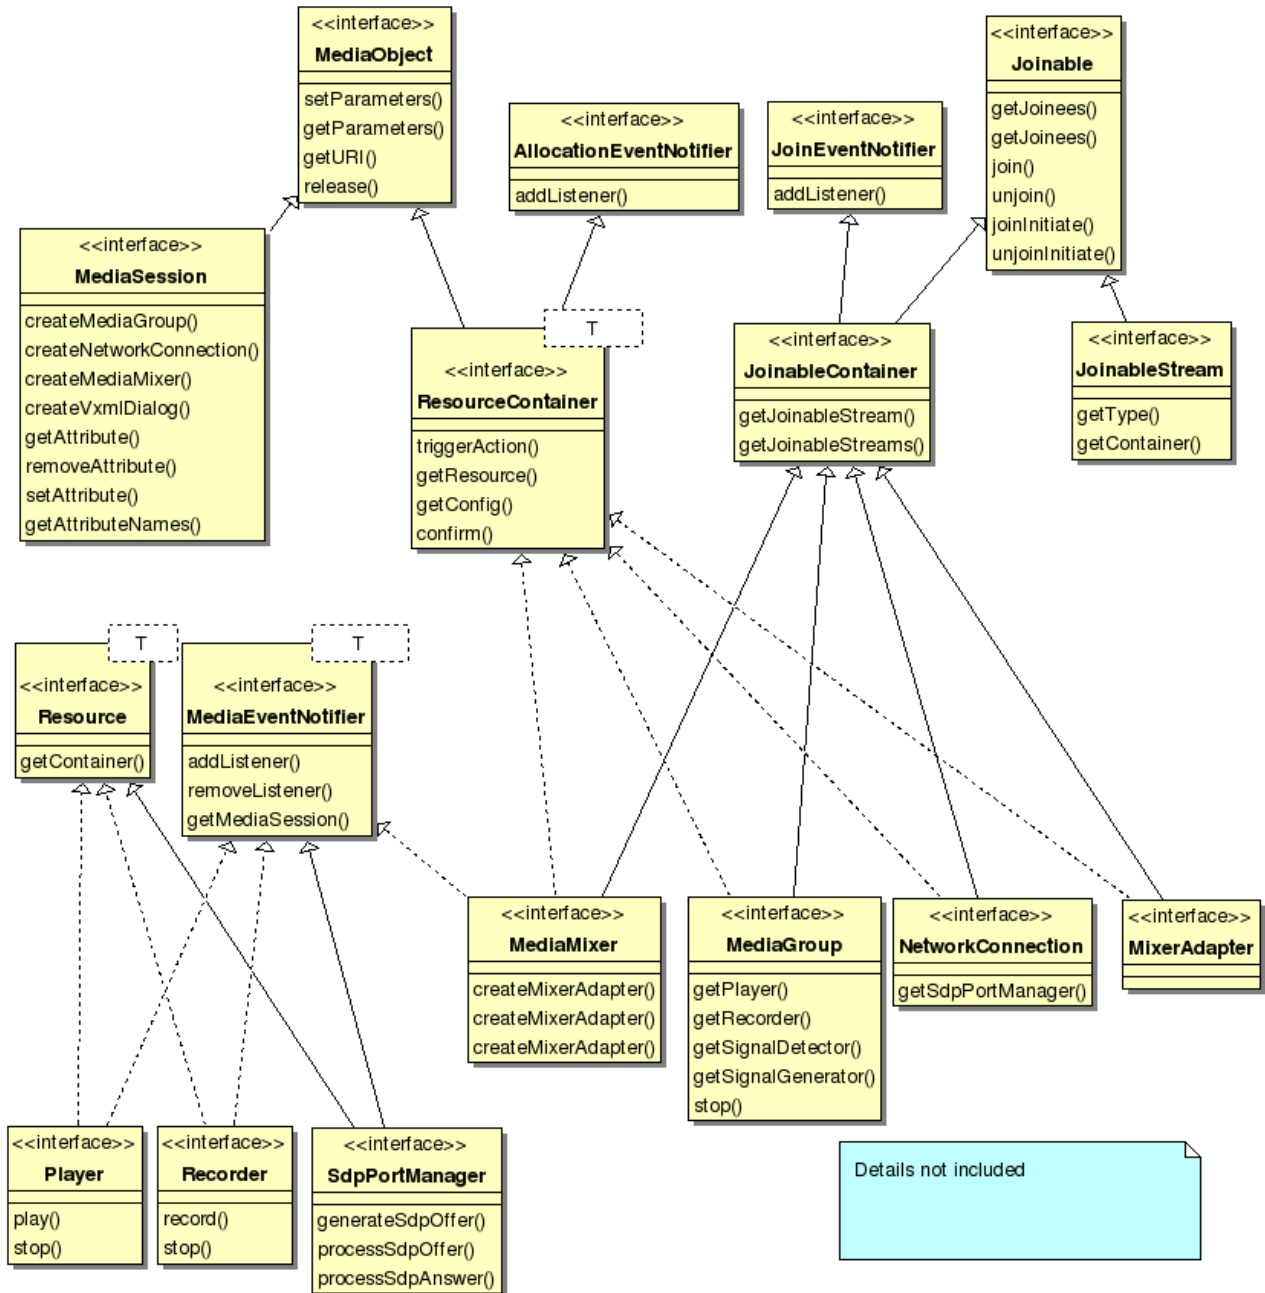 <<interface>>
MediaObject
setParameters()
getParameters()
getURI()
release()
<<interface>>
AllocationEventNotifier
addListener()
<<interface>>
JoinEventNotifier
addListener()
<<interface>>
Joinable
getJoinees()
getJoinees()
join()
unjoin()
joinInitiate()
unjoinInitiate()
<<interface>>
MediaSession
createMediaGroup()
createNetworkConnection()
createMediaMixer()
createVxmlDialog()
getAttribute()
removeAttribute()
setAttribute()
getAttributeNames()
T
<<interface>>
ResourceContainer
triggerAction()
getResource()
getConfig()
confirm()
<<interface>>
JoinableContainer
getJoinableStream()
getJoinableStreams()
<<interface>>
JoinableStream
getType()
getContainer()
T
<<interface>>
Resource
getContainer()
T
<<interface>>
MediaEventNotifier
addListener()
removeListener()
getMediaSession()
<<interface>>
MediaMixer
createMixerAdapter()
createMixerAdapter()
createMixerAdapter()
<<interface>>
MediaGroup
getPlayer()
getRecorder()
getSignalDetector()
getSignalGenerator()
stop()
<<interface>>
NetworkConnection
getSdpPortManager()
<<interface>>
MixerAdapter
<<interface>>
Player
play()
stop()
<<interface>>
Recorder
record()
stop()
<<interface>>
SdpPortManager
generateSdpOffer()
processSdpOffer()
processSdpAnswer()
Details not included